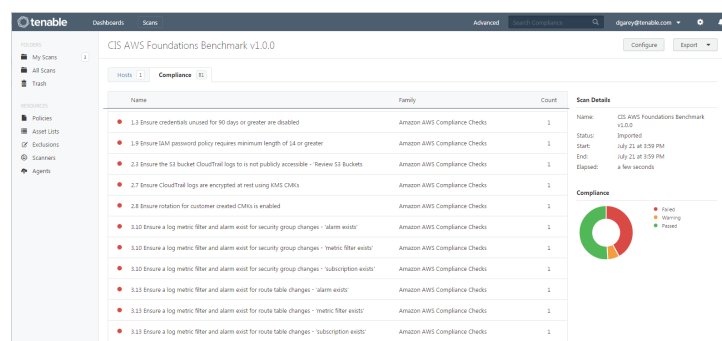 tenable Dashboards Scans Advanced Search Compliance dgarey@tenable.com
FOLDERS
My Scans 1
All Scans
Trash
RESOURCES
Policies
Asset Lists
Exclusions
Scanners
Agents
CIS AWS Foundations Benchmark v1.0.0
Configure Export
Hosts 1 Compliance 81
Name Family Count
1.3 Ensure credentials unused for 90 days or greater are disabled Amazon AWS Compliance Checks 1
1.9 Ensure IAM password policy requires minimum length of 14 or greater Amazon AWS Compliance Checks 1
2.3 Ensure the S3 bucket CloudTrail logs to is not publicly accessible - 'Review S3 Buckets Amazon AWS Compliance Checks 1
2.7 Ensure CloudTrail logs are encrypted at rest using KMS CMKs Amazon AWS Compliance Checks 1
2.8 Ensure rotation for customer created CMKs is enabled Amazon AWS Compliance Checks 1
3.10 Ensure a log metric filter and alarm exist for security group changes - 'alarm exists' Amazon AWS Compliance Checks 1
3.10 Ensure a log metric filter and alarm exist for security group changes - 'metric filter exists' Amazon AWS Compliance Checks 1
3.10 Ensure a log metric filter and alarm exist for security group changes - 'subscription exists' Amazon AWS Compliance Checks 1
3.13 Ensure a log metric filter and alarm exist for route table changes - 'alarm exists' Amazon AWS Compliance Checks 1
3.13 Ensure a log metric filter and alarm exist for route table changes - 'metric filter exists' Amazon AWS Compliance Checks 1
3.13 Ensure a log metric filter and alarm exist for route table changes - 'subscription exists' Amazon AWS Compliance Checks 1
Scan Details
Name: CIS AWS Foundations Benchmark
v1.0.0
Status: Imported
Start: July 21 at 3:59 PM
End: July 21 at 3:59 PM
Elapsed: a few seconds
Compliance
Failed
Warning
Passed